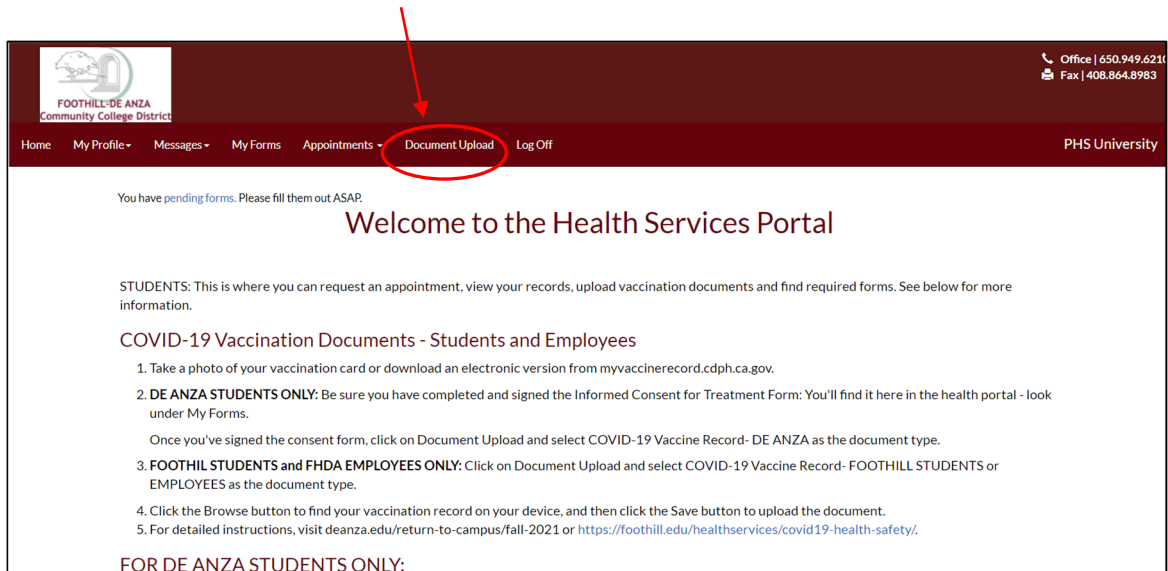 FOOTHILL-DE ANZA
Community College District
Office | 650.949.6210
Fax | 408.864.8983
Home My Profile Messages My Forms Appointments Document Upload Log Off PHS University
You have pending forms. Please fill them out ASAP.
Welcome to the Health Services Portal
STUDENTS: This is where you can request an appointment, view your records, upload vaccination documents and find required forms. See below for more
information.
COVID-19 Vaccination Documents - Students and Employees
1. Take a photo of your vaccination card or download an electronic version from myvaccinerecord.cdph.ca.gov.
2. DE ANZA STUDENTS ONLY: Be sure you have completed and signed the Informed Consent for Treatment Form: You'll find it here in the health portal - look
under My Forms.
Once you've signed the consent form, click on Document Upload and select COVID-19 Vaccine Record- DE ANZA as the document type.
3. FOOTHIL STUDENTS and FHDA EMPLOYEES ONLY: Click on Document Upload and select COVID-19 Vaccine Record- FOOTHILL STUDENTS or
EMPLOYEES as the document type.
4. Click the Browse button to find your vaccination record on your device, and then click the Save button to upload the document.
5. For detailed instructions, visit deanza.edu/return-to-campus/fall-2021 or https://foothill.edu/healthservices/covid19-health-safety/.
FOR DE ANZA STUDENTS ONLY: